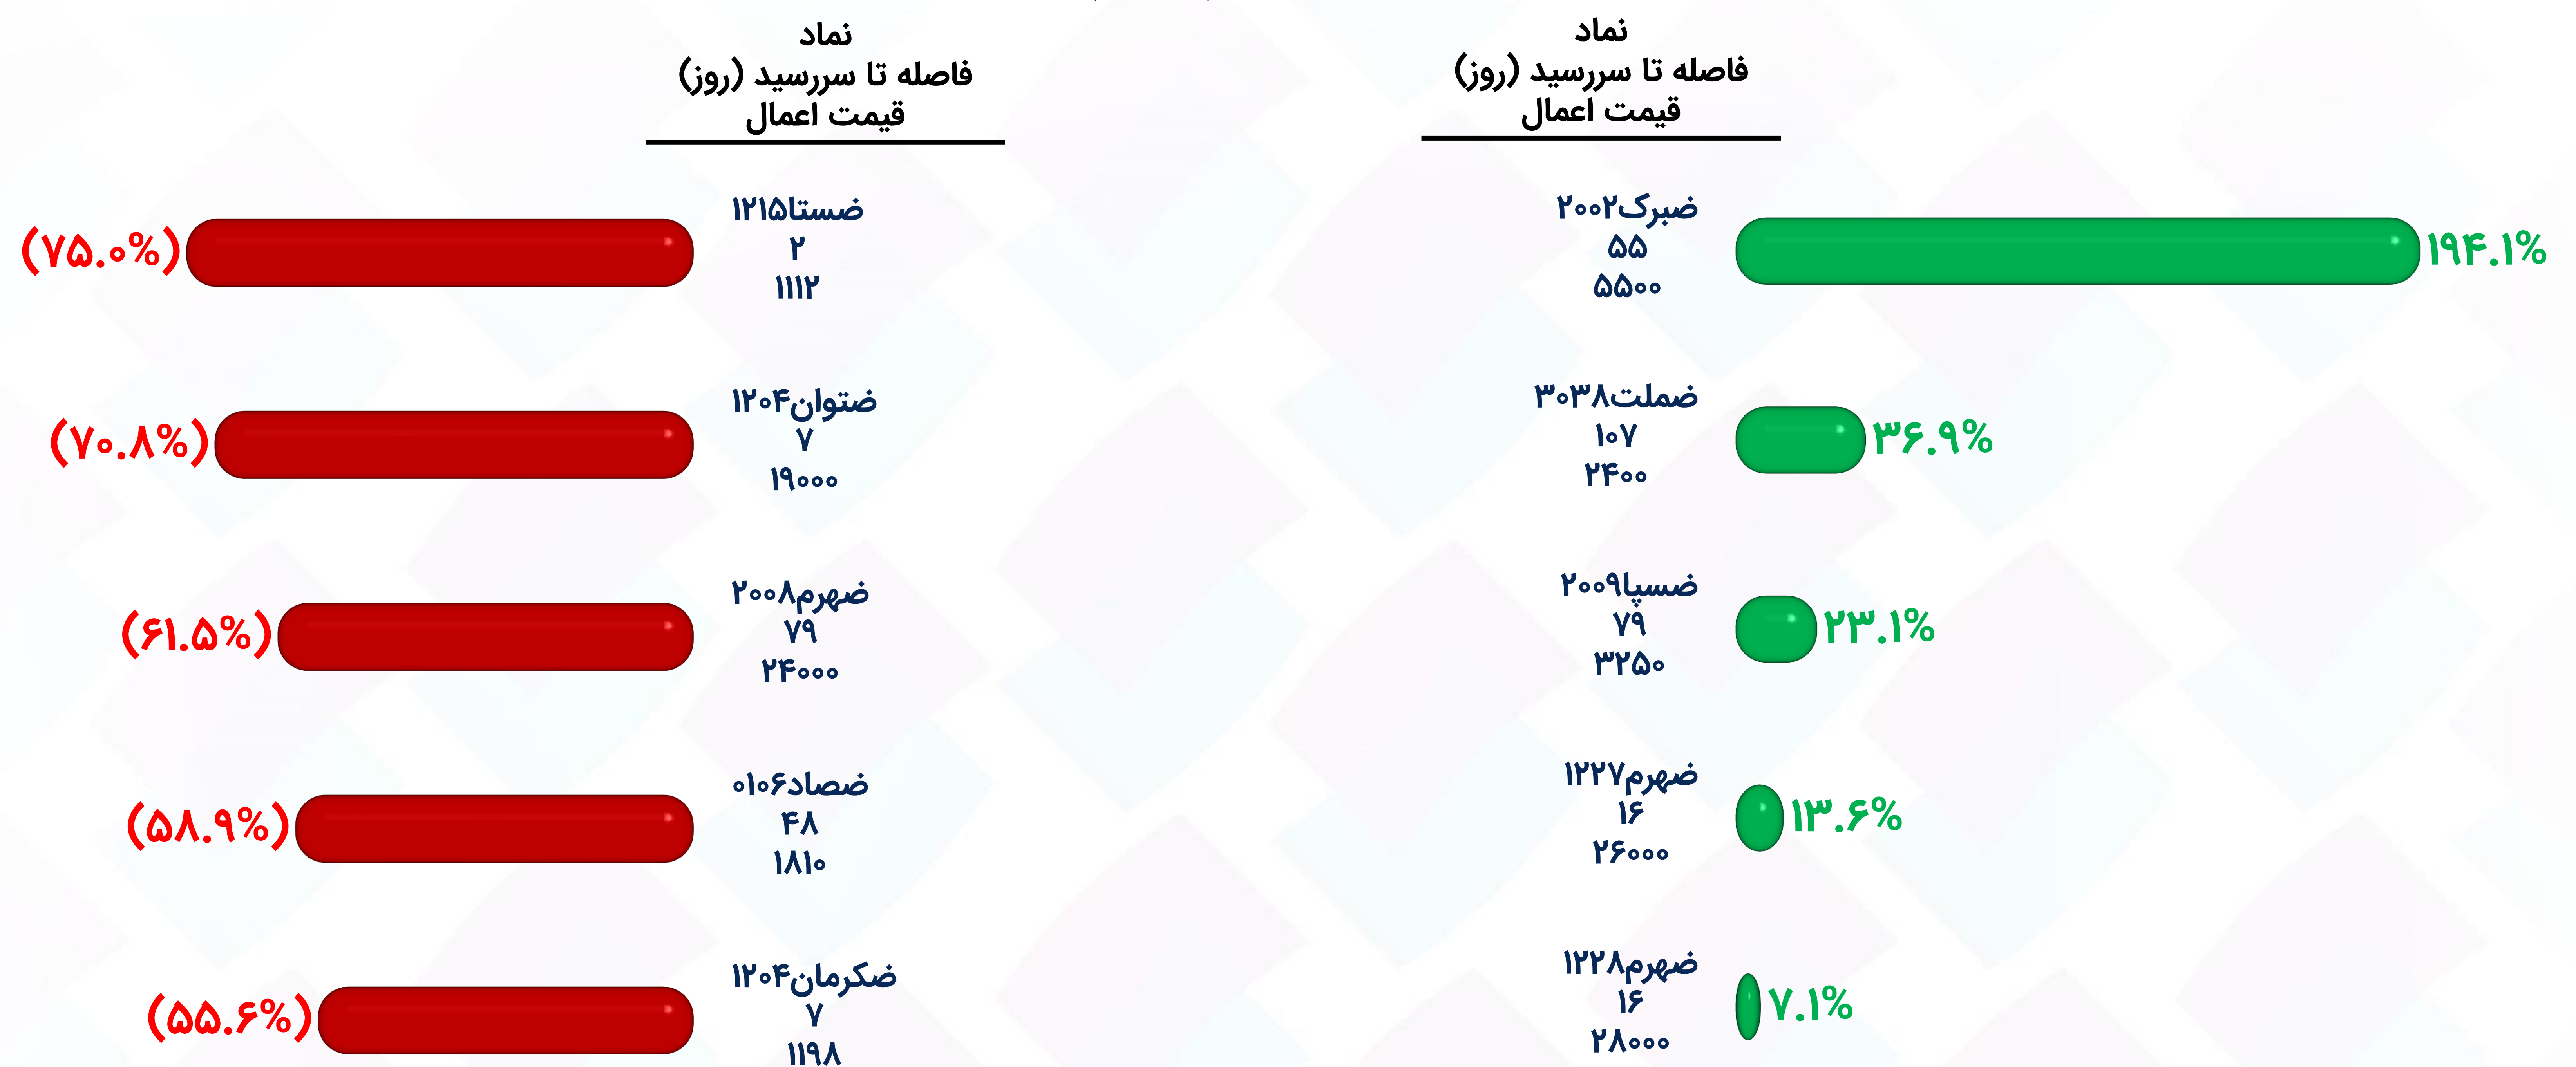 نماد
فاصله تا سررسید (روز)
قیمت اعمال
ضبرک۲۰۰۲
۵۵
۵۵۰۰
۱۹۴.۱%
ضملت۳۰۳۸
۱۰۷
۲۴۰۰
۳۶.۹%
ضسپا۲۰۰۹
۷۹
۳۲۵۰
۲۳.۱%
ضهرم۱۲۲۷
۱۶
۲۶۰۰۰
۱۳.۶%
ضهرم۱۲۲۸
۱۶
۲۸۰۰۰
۷.۱%
نماد
فاصله تا سررسید (روز)
قیمت اعمال
ضستا۱۲۱۵
۲
۱۱۱۲
(۷۵.۰%)
ضتوان۱۲۰۴
۷
۱۹۰۰۰
(۷۰.۸%)
ضهرم۲۰۰۸
۷۹
۲۴۰۰۰
(۶۱.۵%)
ضصاد۰۱۰۶
۴۸
۱۸۱۰
(۵۸.۹%)
ضکرمان۱۲۰۴
۷
۱۱۹۸
(۵۵.۶%)